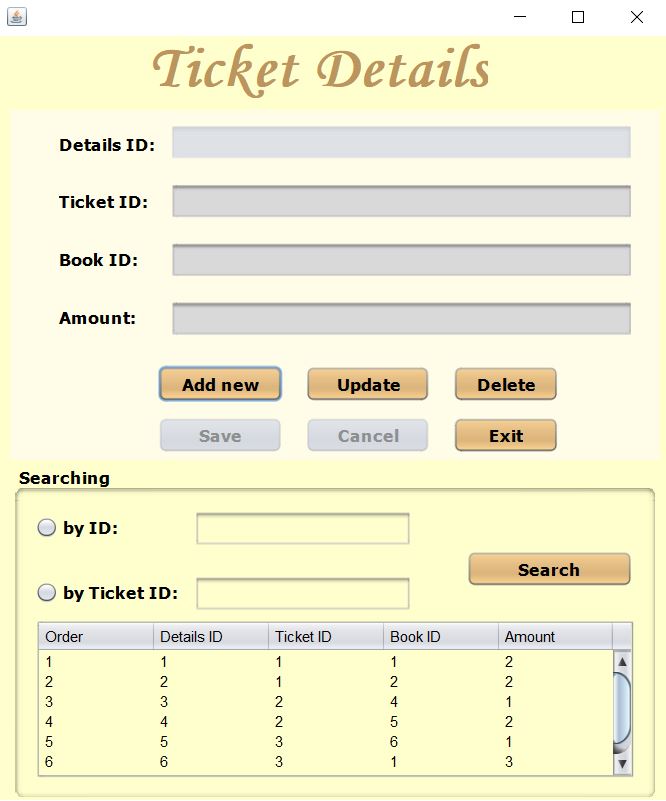 Ticket Details
Details ID:
Ticket ID:
Book ID:
Amount:
Add new Update Delete
Save Cancel Exit
Searching
by ID:
Search
by Ticket ID:
Order Details ID Ticket ID Book ID Amount
1 1 1 1 2
2 2 1 2 2
3 3 2 4 1
4 4 2 5 2
5 5 3 6 1
6 6 3 1 3